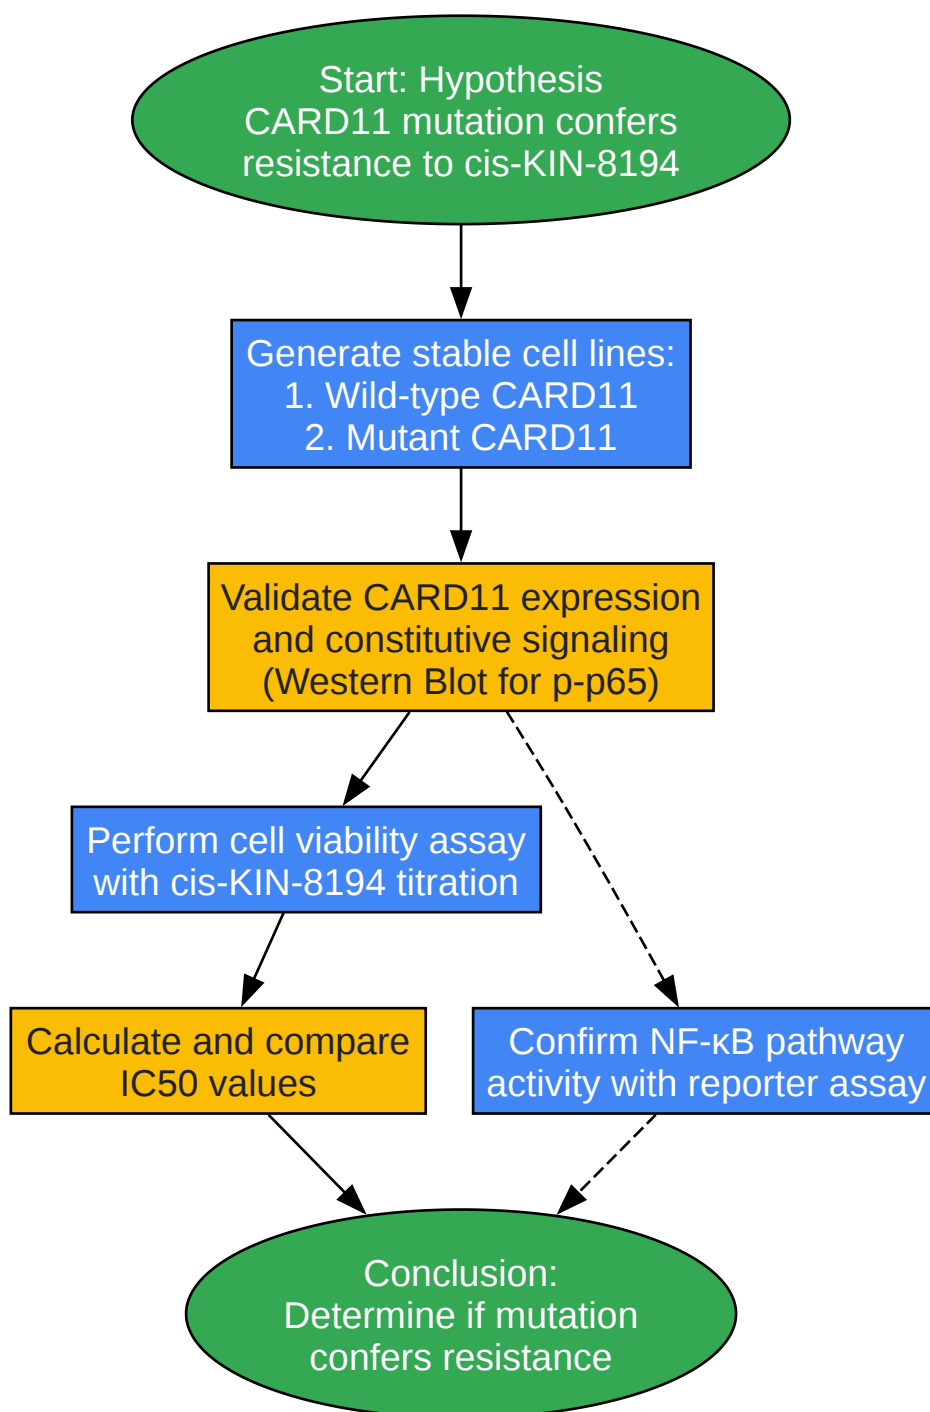 Start: Hypothesis
CARD11 mutation confers
resistance to cis-KIN-8194
Generate stable cell lines:
1. Wild-type CARD11
2. Mutant CARD11
Validate CARD11 expression
and constitutive signaling
(Western Blot for p-p65)
Perform cell viability assay
with cis-KIN-8194 titration
Calculate and compare
IC50 values
Confirm NF-κB pathway
activity with reporter assay
Conclusion:
Determine if mutation
confers resistance